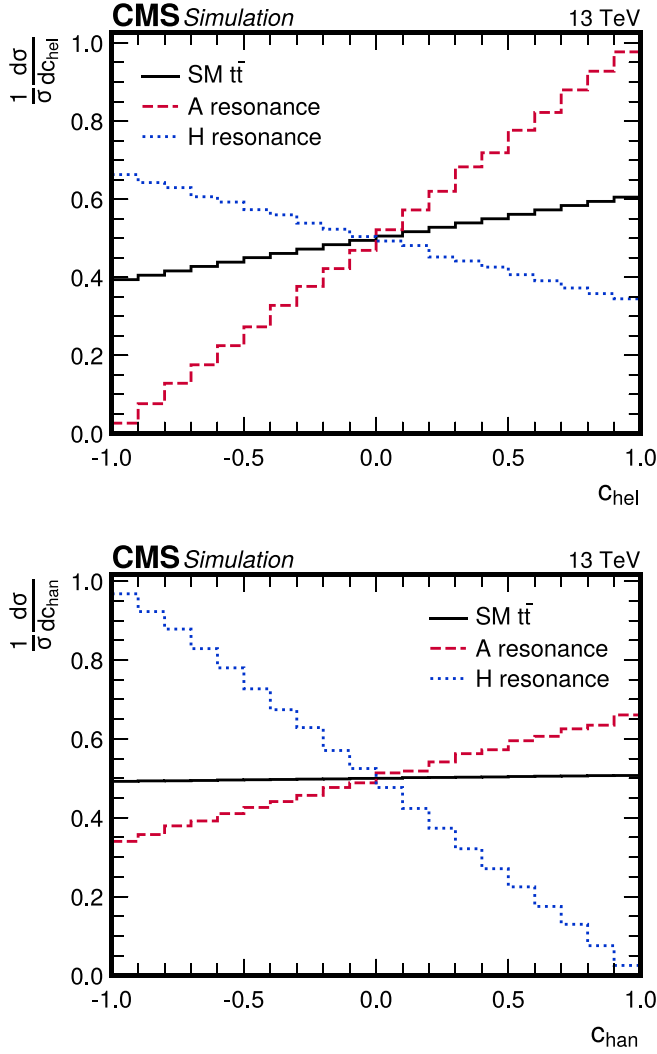 CMS Simulation 13 TeV
1/σ dσ/dc_hel
SM tt̄
A resonance
H resonance
1.0
0.8
0.6
0.4
0.2
0.0
-1.0 -0.5 0.0 0.5 1.0
c_hel
CMS Simulation 13 TeV
1/σ dσ/dc_han
SM tt̄
A resonance
H resonance
1.0
0.8
0.6
0.4
0.2
0.0
-1.0 -0.5 0.0 0.5 1.0
c_han